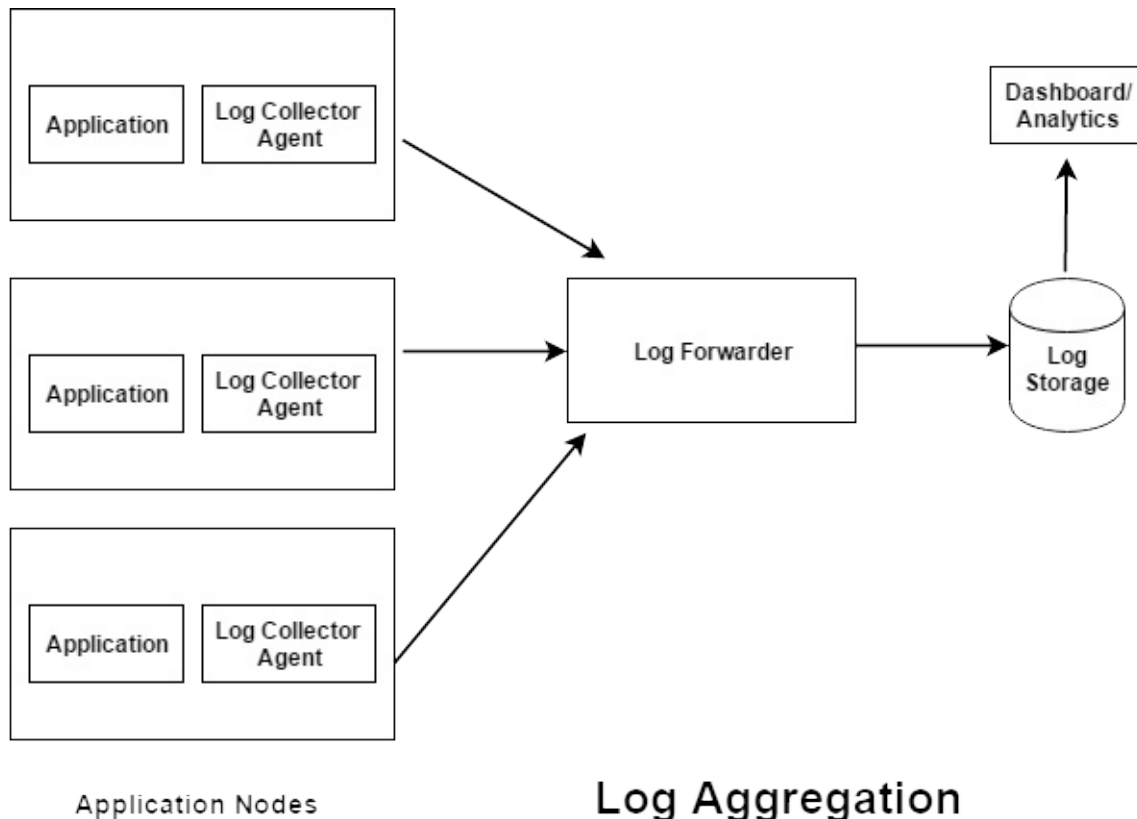 Application
Log Collector
Agent
Dashboard/
Analytics
Application
Log Collector
Agent
Log Forwarder
Log
Storage
Application
Log Collector
Agent
Application Nodes
Log Aggregation